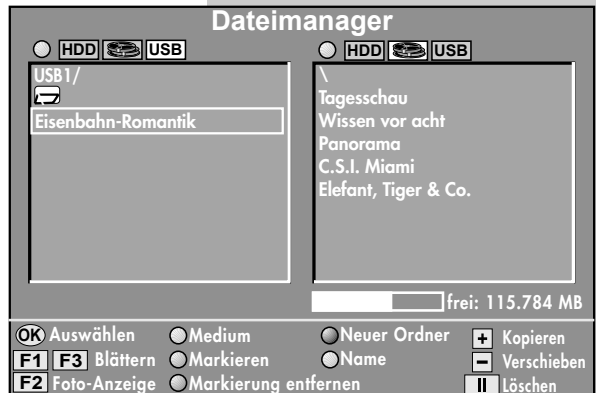 Dateimanager
HDD USB
HDD USB
USB1/
Eisenbahn-Romantik
\
Tagesschau
Wissen vor acht
Panorama
C.S.I. Miami
Elefant, Tiger & Co.
frei: 115.784 MB
OK Auswählen Medium Neuer Ordner + Kopieren
F1 F3 Blättern Markieren Name − Verschieben
F2 Foto-Anzeige Markierung entfernen II Löschen